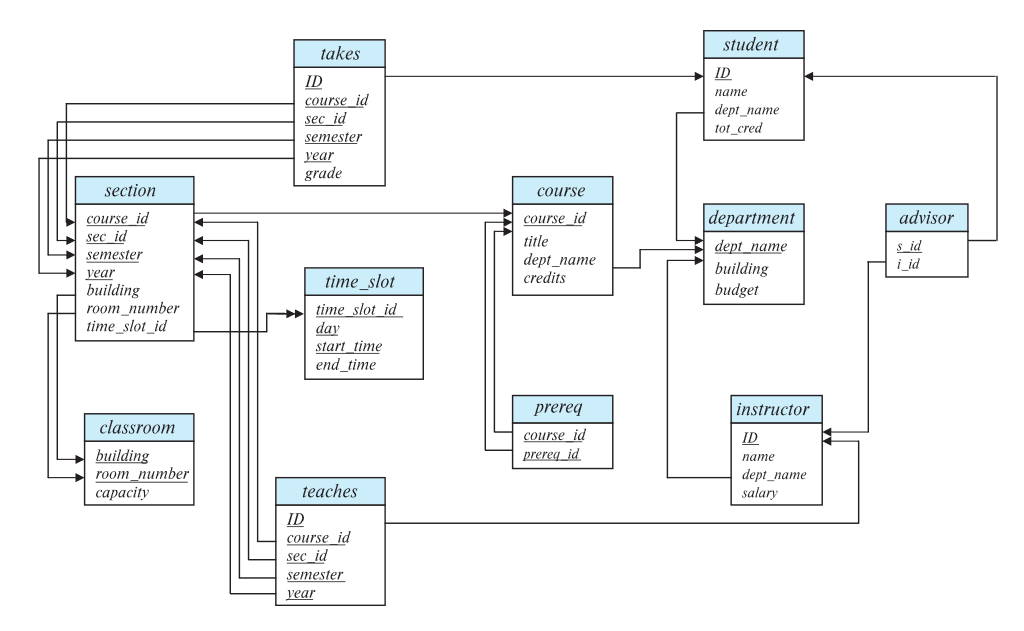 takes
ID
course_id
sec_id
semester
year
grade
student
ID
name
dept_name
tot_cred
section
course_id
sec_id
semester
year
building
room_number
time_slot_id
course
course_id
title
dept_name
credits
department
dept_name
building
budget
advisor
s_id
i_id
time_slot
time_slot_id
day
start_time
end_time
classroom
building
room_number
capacity
prereq
course_id
prereq_id
instructor
ID
name
dept_name
salary
teaches
ID
course_id
sec_id
semester
year